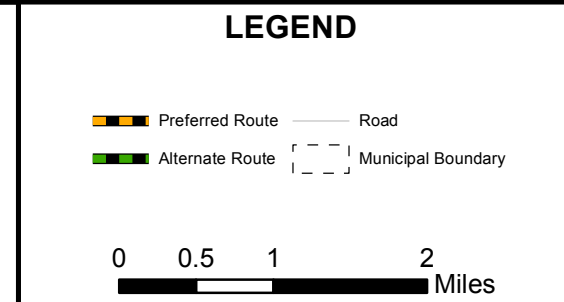 LEGEND
Preferred Route Road
Alternate Route Municipal Boundary
0 0.5 1 2
Miles